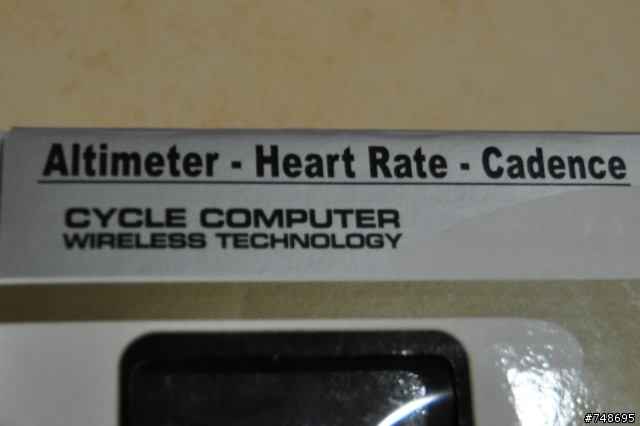 Altimeter - Heart Rate - Cadence
CYCLE COMPUTER
WIRELESS TECHNOLOGY
#748695